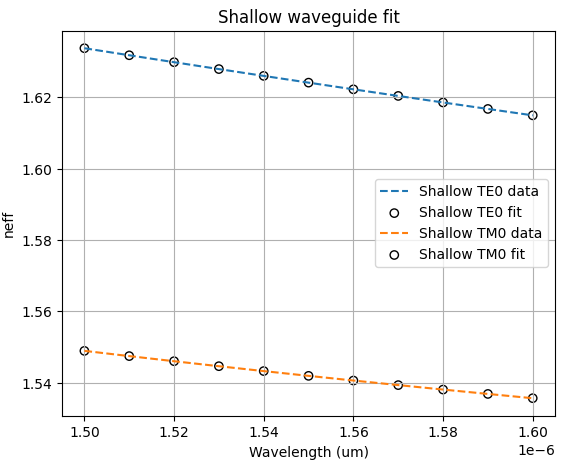 Shallow waveguide fit
neff
1.62
1.60
1.58
1.56
1.54
Shallow TE0 data
Shallow TE0 fit
Shallow TM0 data
Shallow TM0 fit
1.50 1.52 1.54 1.56 1.58 1.60
Wavelength (um)
1e−6